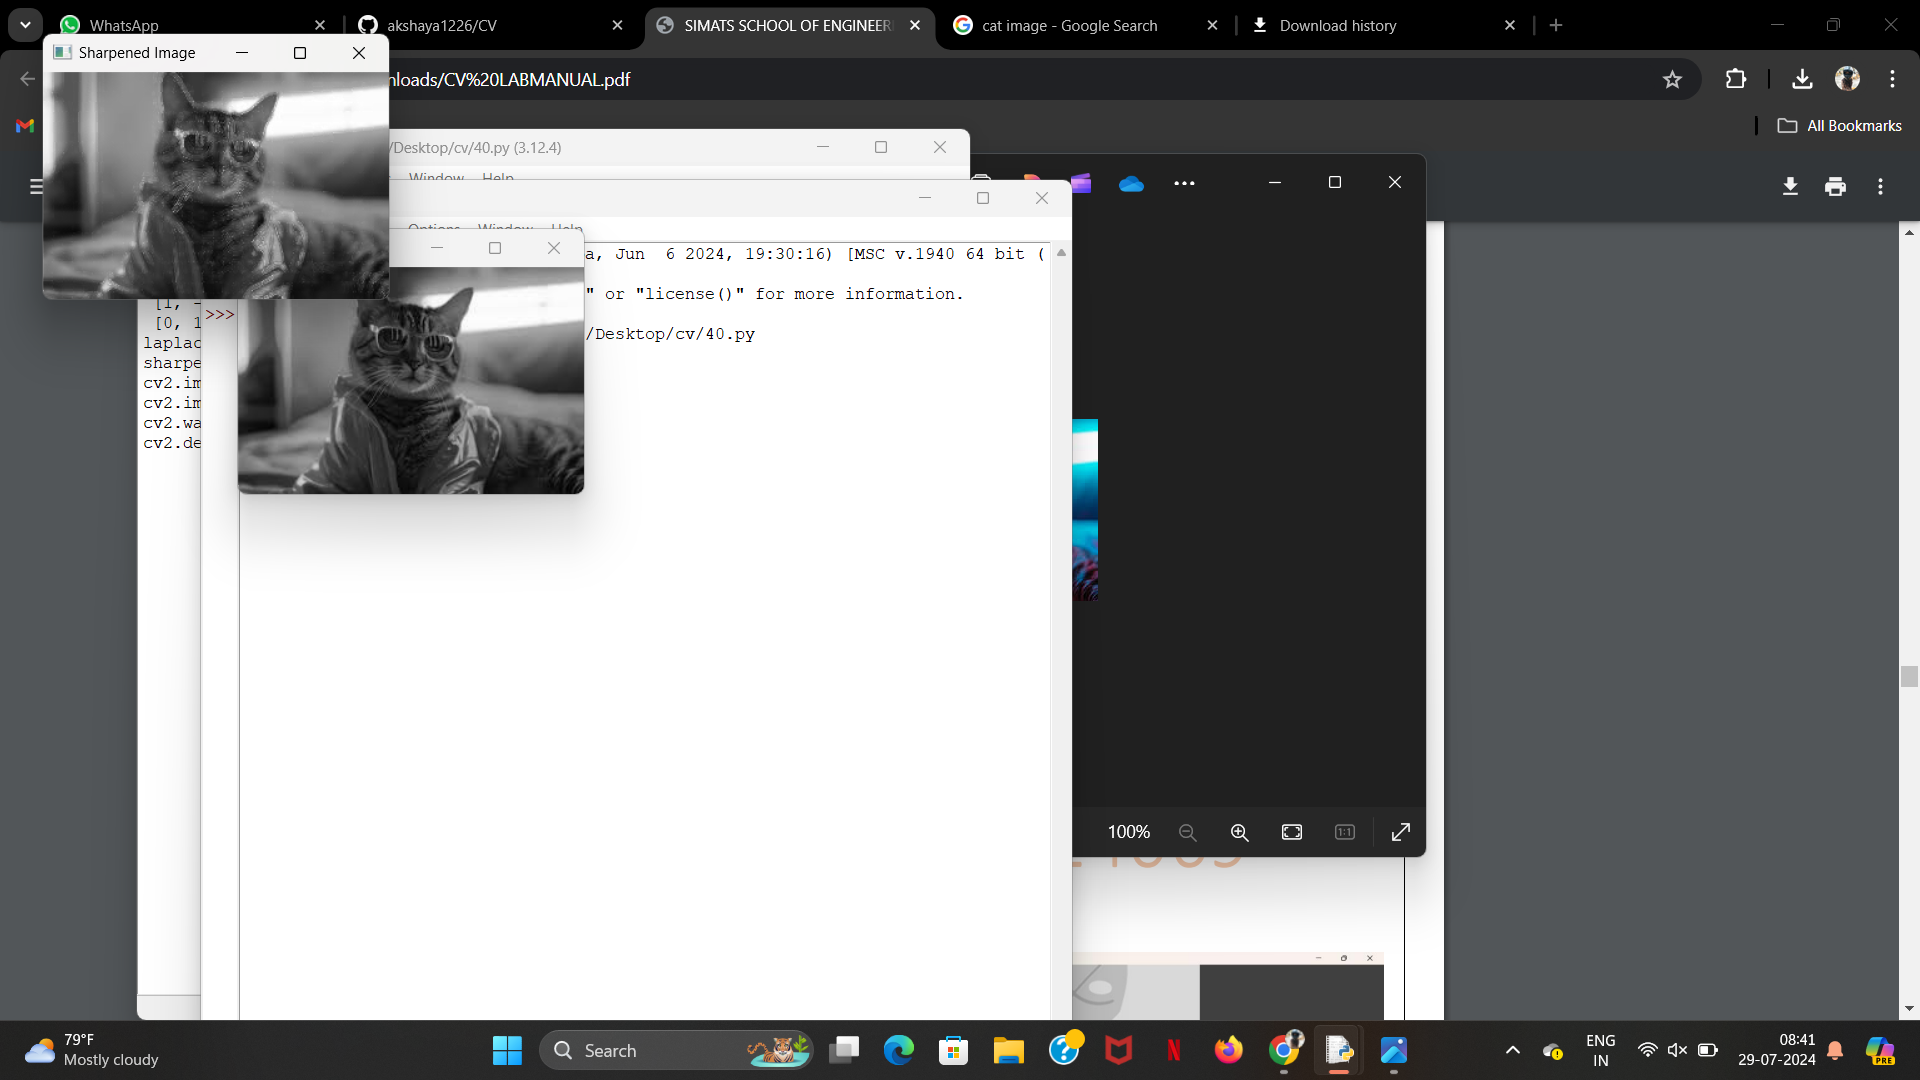 WhatsApp
akshaya1226/CV
SIMATS SCHOOL OF ENGINEER
cat image - Google Search
Download history
Sharpened Image
nloads/CV%20LABMANUAL.pdf
All Bookmarks
/Desktop/cv/40.py (3.12.4)
Window Help
Options Window Help
a, Jun 6 2024, 19:30:16) [MSC v.1940 64 bit (
" or "license()" for more information.
[1, -
[0, 1
>>>
/Desktop/cv/40.py
laplac
sharpe
cv2.im
cv2.im
cv2.wa
cv2.de
100%
1:1
79°F
Mostly cloudy
Search
ENG
IN
08:41
29-07-2024
PRE